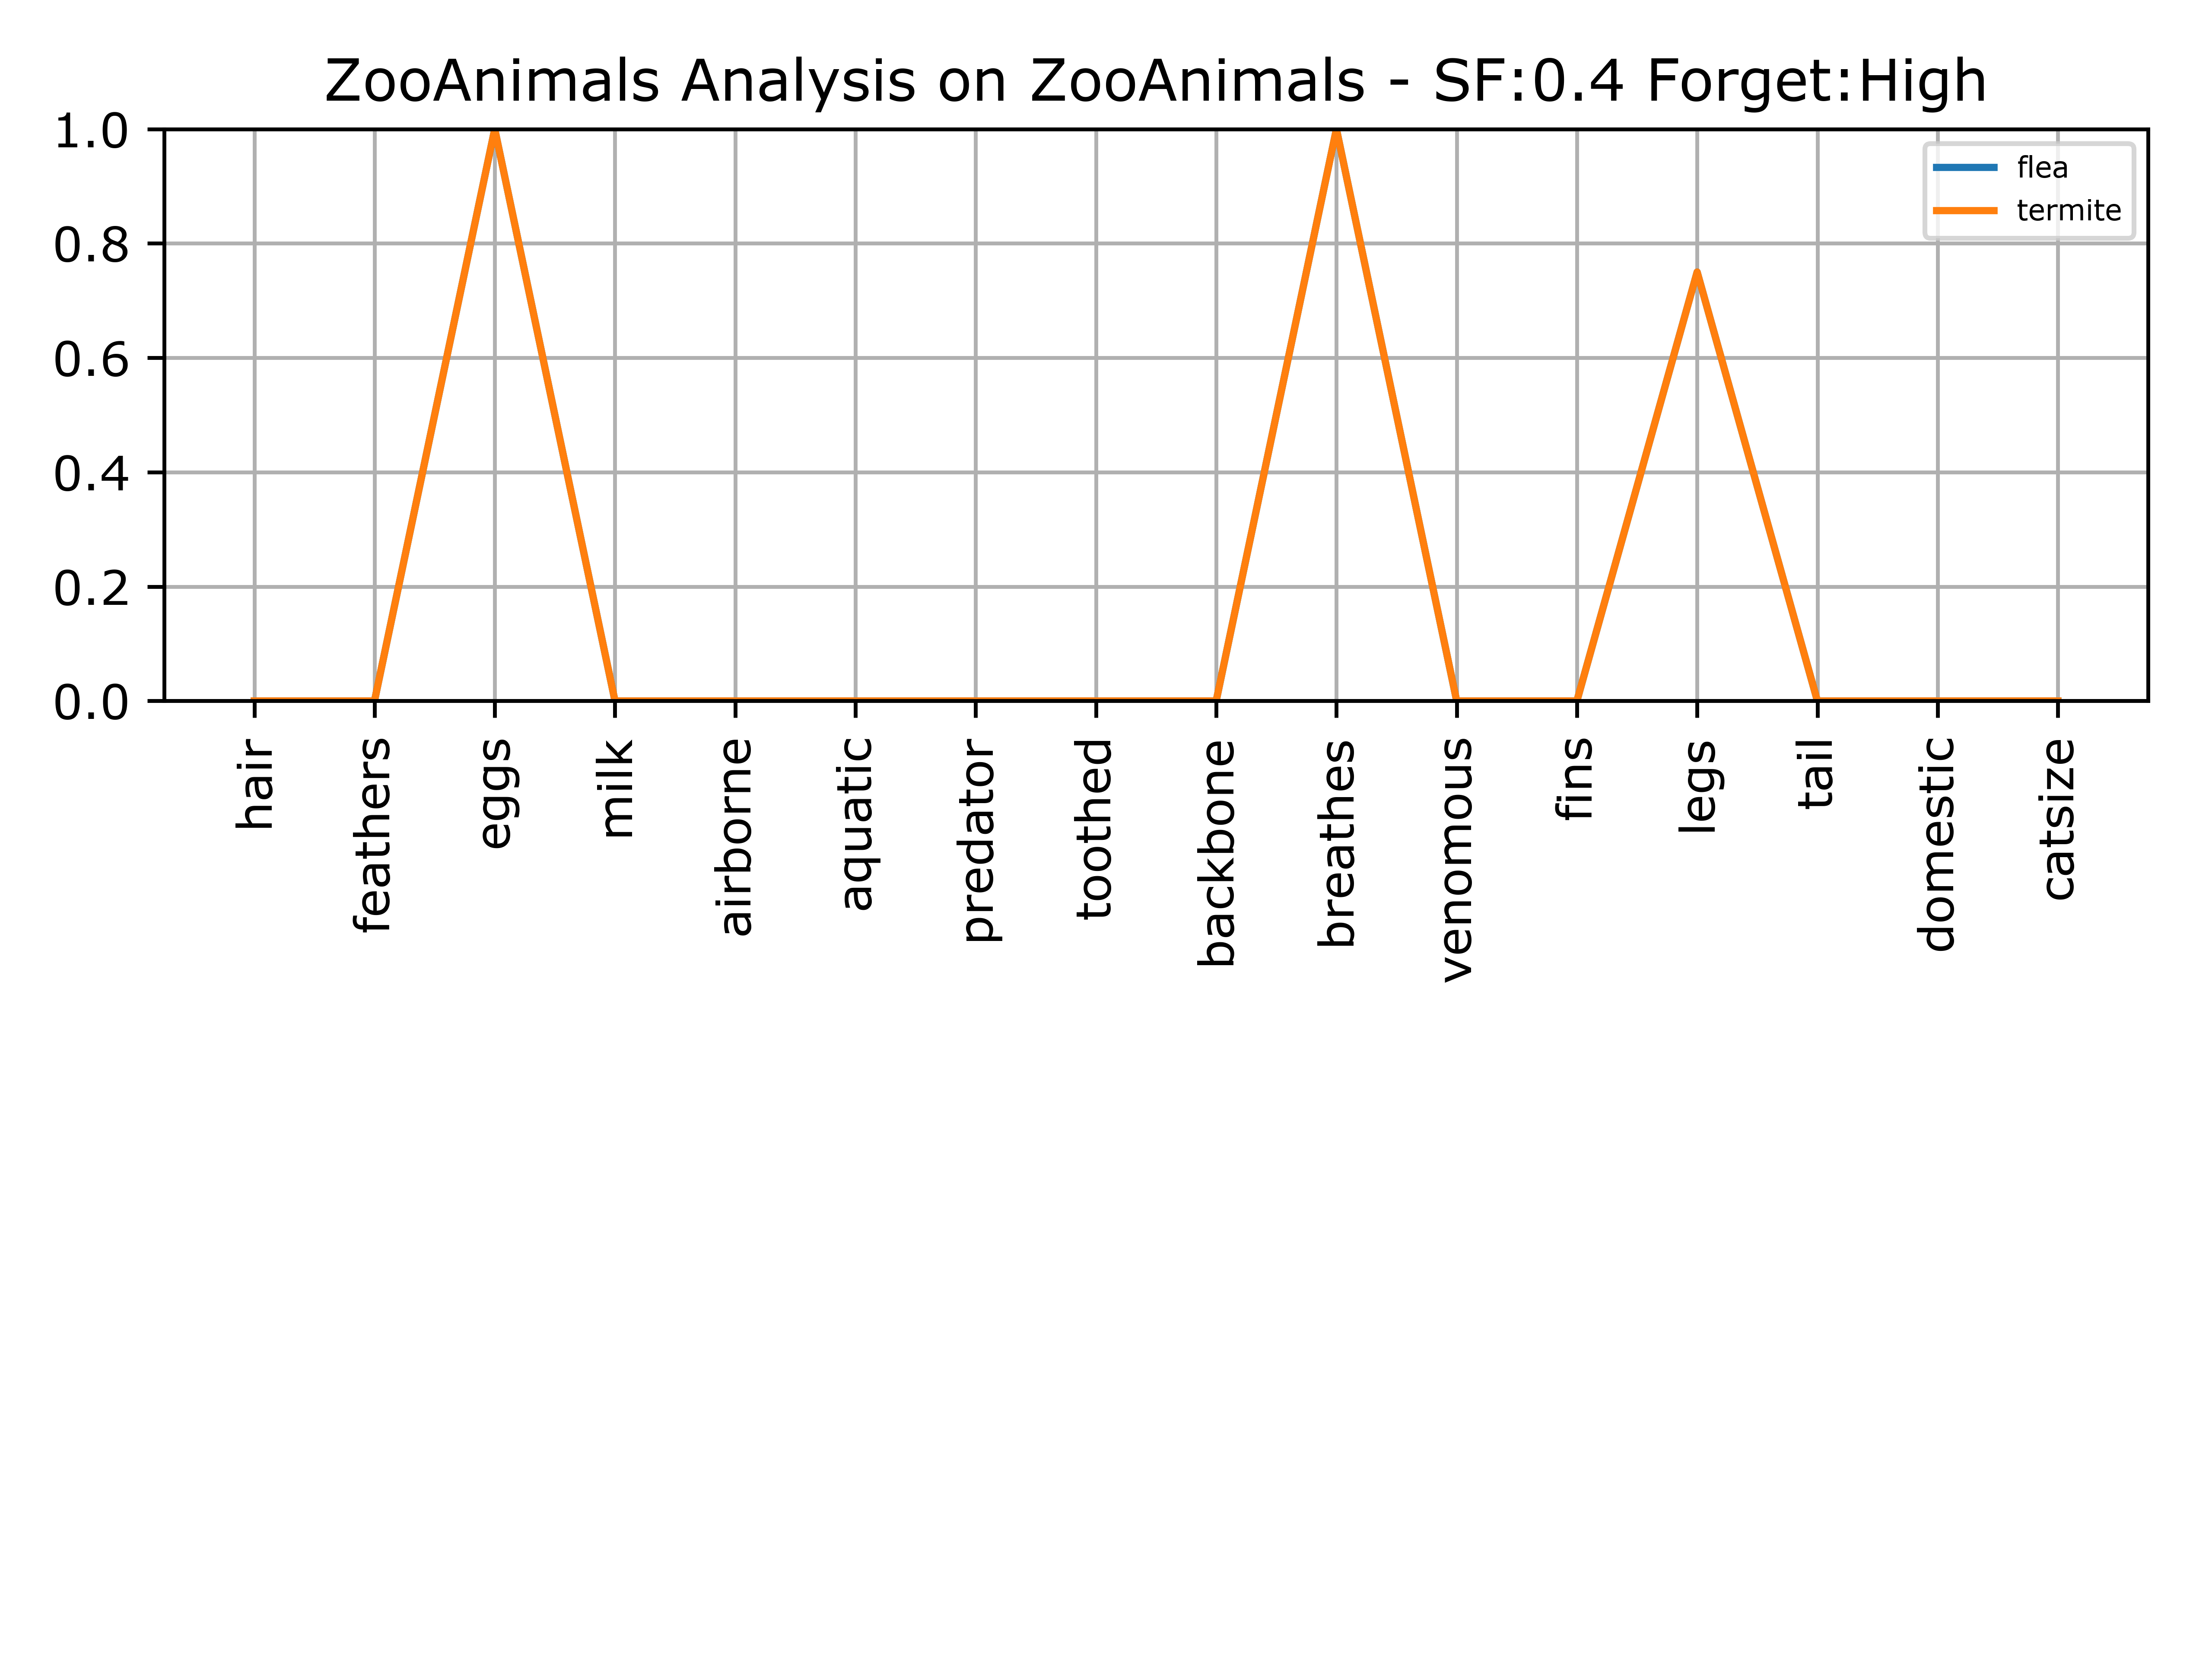 ZooAnimals Analysis on ZooAnimals - SF:0.4 Forget:High
1.0
0.8
0.6
0.4
0.2
0.0
flea
termite
hair
feathers
eggs
milk
airborne
aquatic
predator
toothed
backbone
breathes
venomous
fins
legs
tail
domestic
catsize